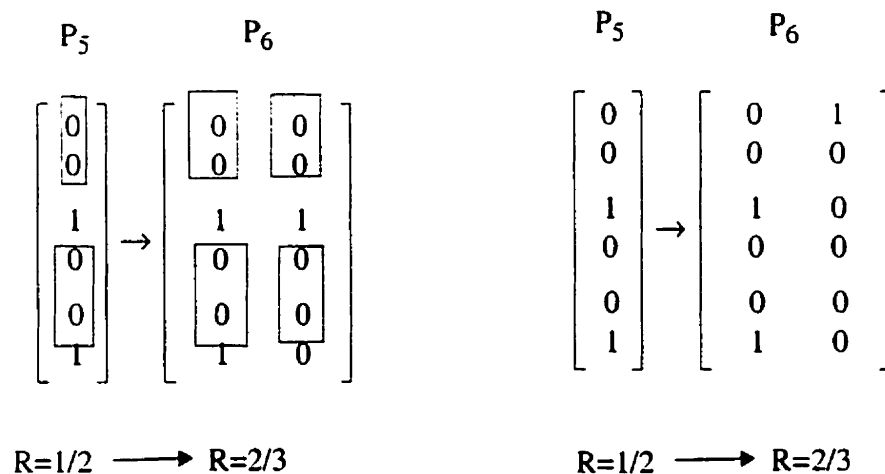 P5 P6 P5 P6
0 0 0 0 0 1
0 0 0 0 0 0
1 → 1 1 1 → 1 0
0 0 0 0 0 0
0 0 0 0 0 0
1 1 0 1 1 0
R=1/2 → R=2/3 R=1/2 → R=2/3